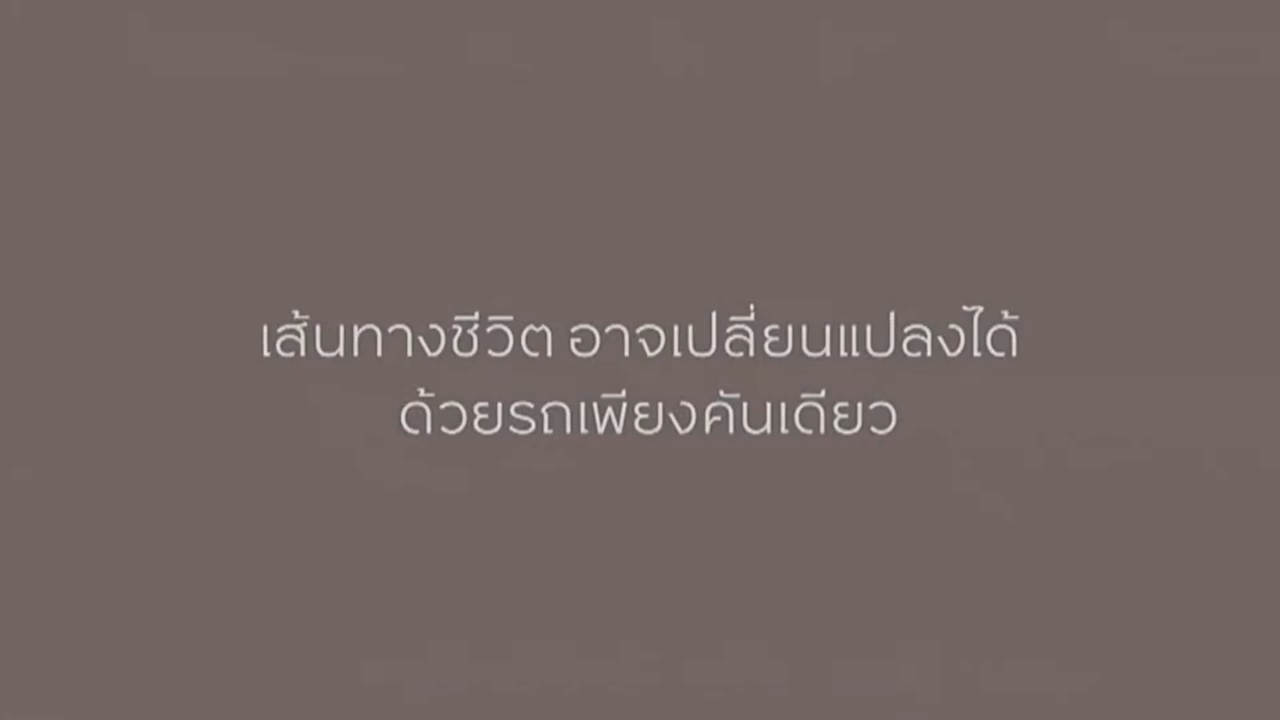 เส้นทางชีวิต อาจเปลี่ยนแปลงได้
ด้วยรถเพียงคันเดียว